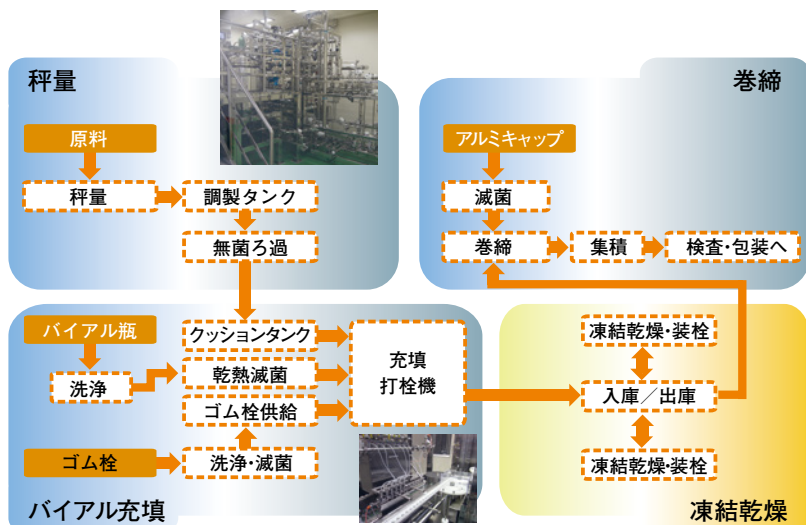 秤量
原料
秤量
調製タンク
無菌ろ過
巻締
アルミキャップ
滅菌
巻締
集積
検査・包装へ
バイアル瓶
洗浄
クッションタンク
乾熱滅菌
ゴム栓供給
ゴム栓
洗浄・滅菌
充填
打栓機
バイアル充填
凍結乾燥・装栓
入庫／出庫
凍結乾燥・装栓
凍結乾燥